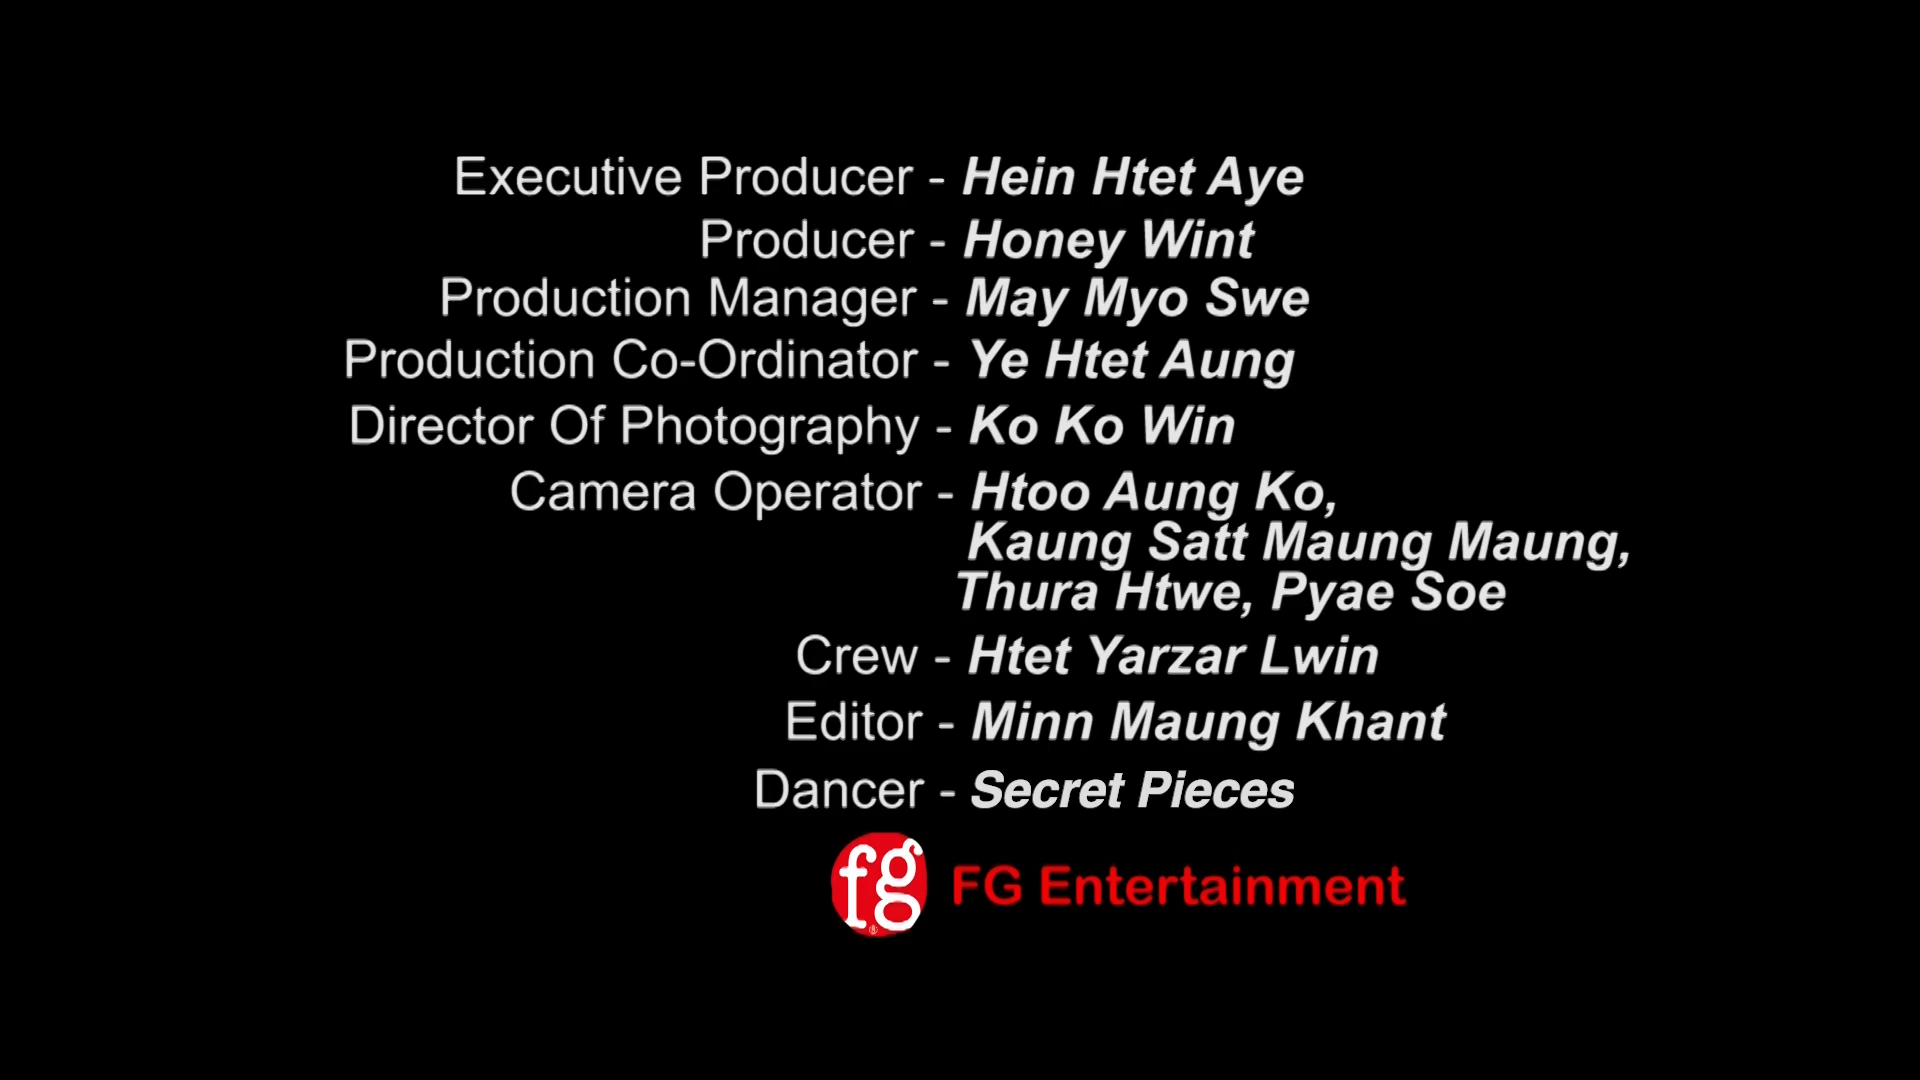 Executive Producer - Hein Htet Aye
Producer - Honey Wint
Production Manager - May Myo Swe
Production Co-Ordinator - Ye Htet Aung
Director Of Photography - Ko Ko Win
Camera Operator - Htoo Aung Ko,
Kaung Satt Maung Maung,
Thura Htwe, Pyae Soe
Crew - Htet Yarzar Lwin
Editor - Minn Maung Khant
Dancer - Secret Pieces
fg FG Entertainment